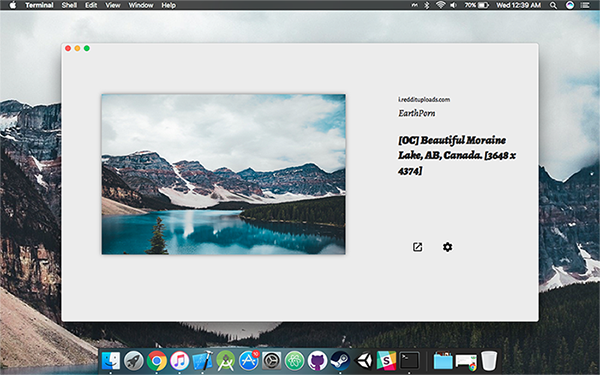 Terminal Shell Edit View Window Help 70% Wed 12:39 AM
i.reddituploads.com
EarthPorn
[OC] Beautiful Moraine
Lake, AB, Canada. [3648 x
4374]